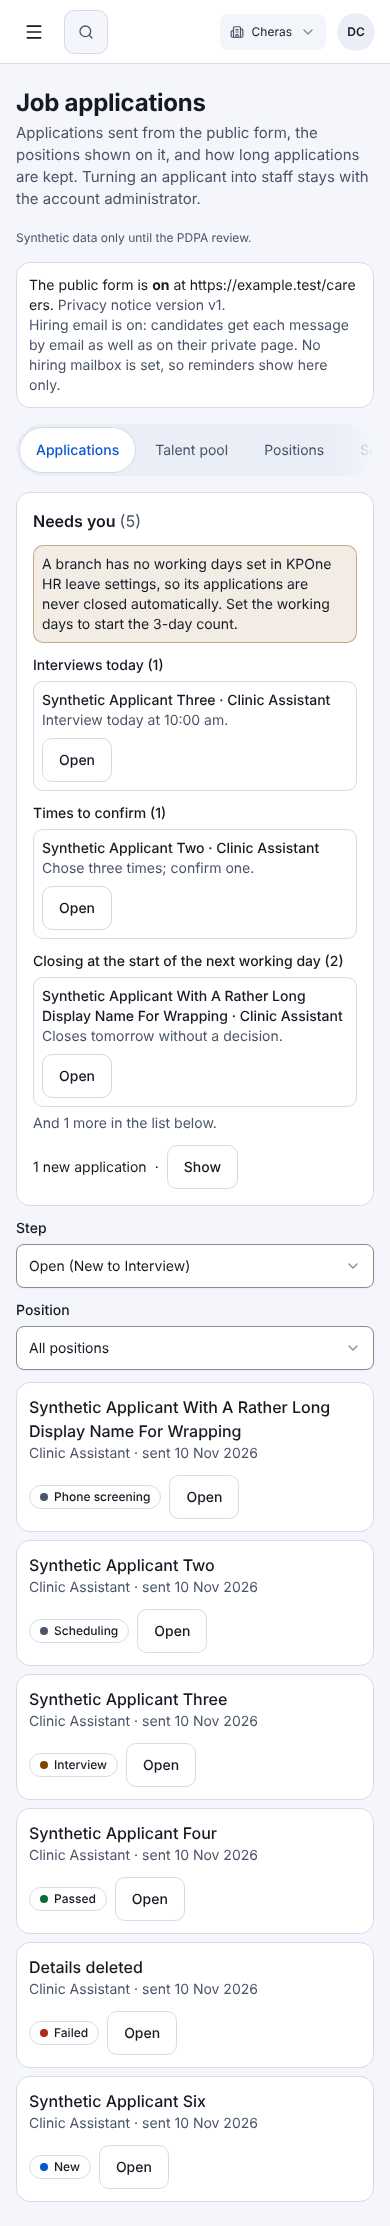 Cheras
DC
Job applications
Applications sent from the public form, the
positions shown on it, and how long applications
are kept. Turning an applicant into staff stays with
the account administrator.
Synthetic data only until the PDPA review.
The public form is on at https://example.test/care
ers. Privacy notice version v1.
Hiring email is on: candidates get each message
by email as well as on their private page. No
hiring mailbox is set, so reminders show here
only.
Applications
Talent pool
Positions
Needs you (5)
A branch has no working days set in KPOne
HR leave settings, so its applications are
never closed automatically. Set the working
days to start the 3-day count.
Interviews today (1)
Synthetic Applicant Three · Clinic Assistant
Interview today at 10:00 am.
Open
Times to confirm (1)
Synthetic Applicant Two · Clinic Assistant
Chose three times; confirm one.
Open
Closing at the start of the next working day (2)
Synthetic Applicant With A Rather Long
Display Name For Wrapping · Clinic Assistant
Closes tomorrow without a decision.
Open
And 1 more in the list below.
1 new application · Show
Step
Open (New to Interview)
Position
All positions
Synthetic Applicant With A Rather Long
Display Name For Wrapping
Clinic Assistant · sent 10 Nov 2026
Phone screening Open
Synthetic Applicant Two
Clinic Assistant · sent 10 Nov 2026
Scheduling Open
Synthetic Applicant Three
Clinic Assistant · sent 10 Nov 2026
Interview Open
Synthetic Applicant Four
Clinic Assistant · sent 10 Nov 2026
Passed Open
Details deleted
Clinic Assistant · sent 10 Nov 2026
Failed Open
Synthetic Applicant Six
Clinic Assistant · sent 10 Nov 2026
New Open